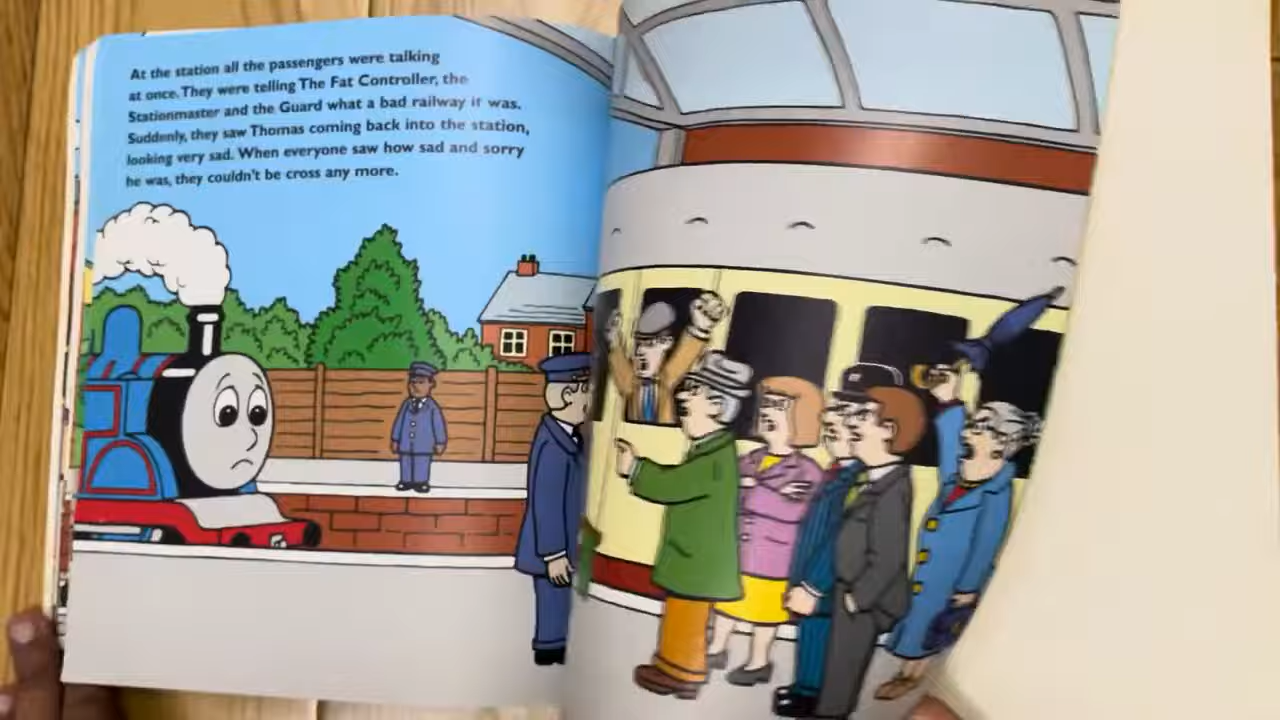 At the station all the passengers were talking
at once. They were telling The Fat Controller, the
Stationmaster and the Guard what a bad railway it was.
Suddenly, they saw Thomas coming back into the station,
looking very sad. When everyone saw how sad and sorry
he was, they couldn't be cross any more.